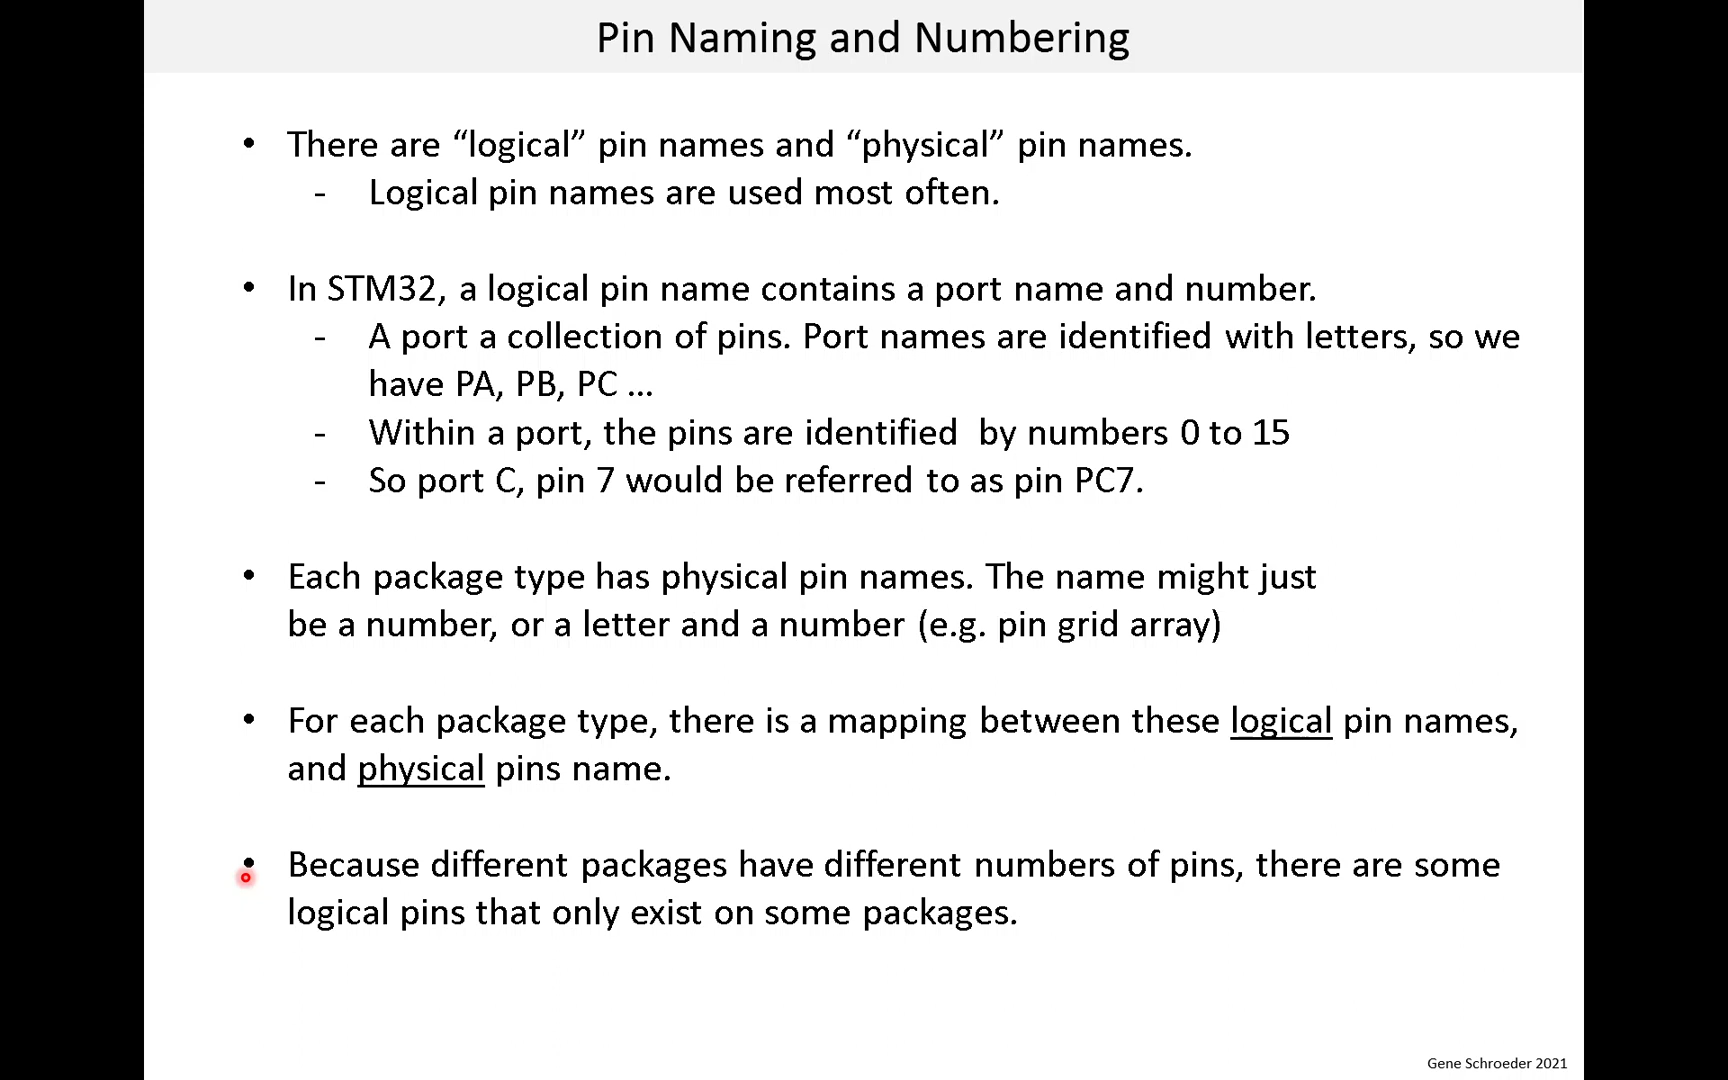 Pin Naming and Numbering
• There are “logical” pin names and “physical” pin names.
- Logical pin names are used most often.
• In STM32, a logical pin name contains a port name and number.
- A port a collection of pins. Port names are identified with letters, so we
have PA, PB, PC ...
- Within a port, the pins are identified by numbers 0 to 15
- So port C, pin 7 would be referred to as pin PC7.
• Each package type has physical pin names. The name might just
be a number, or a letter and a number (e.g. pin grid array)
• For each package type, there is a mapping between these logical pin names,
and physical pins name.
• Because different packages have different numbers of pins, there are some
logical pins that only exist on some packages.
Gene Schroeder 2021